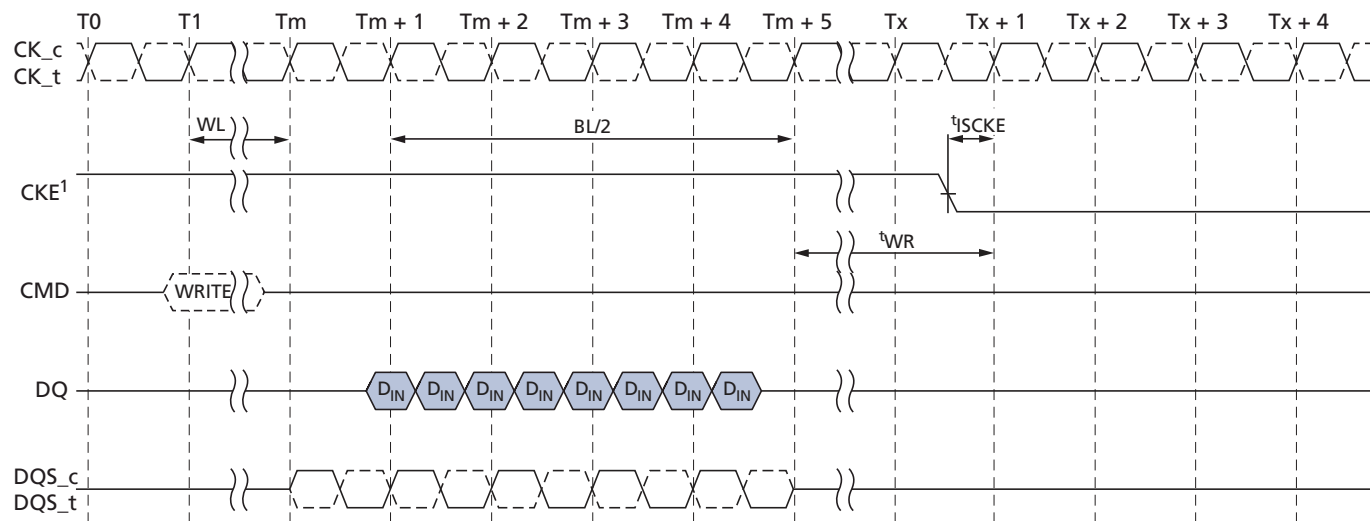 T0 T1 Tm Tm + 1 Tm + 2 Tm + 3 Tm + 4 Tm + 5 Tx Tx + 1 Tx + 2 Tx + 3 Tx + 4
CK_c
CK_t
WL BL/2 tISCKE
CKE1
tWR
CMD WRITE
DQ DIN DIN DIN DIN DIN DIN DIN DIN
DQS_c
DQS_t